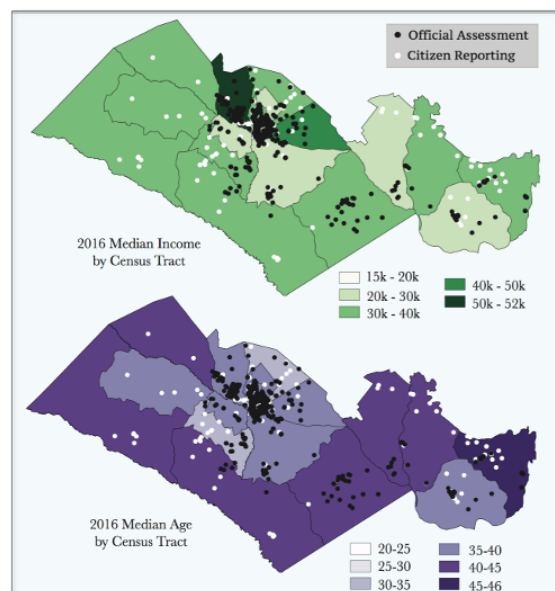 Official Assessment
Citizen Reporting
2016 Median Income
by Census Tract
15k - 20k
20k - 30k
30k - 40k
40k - 50k
50k - 52k
2016 Median Age
by Census Tract
20-25
25-30
30-35
35-40
40-45
45-46